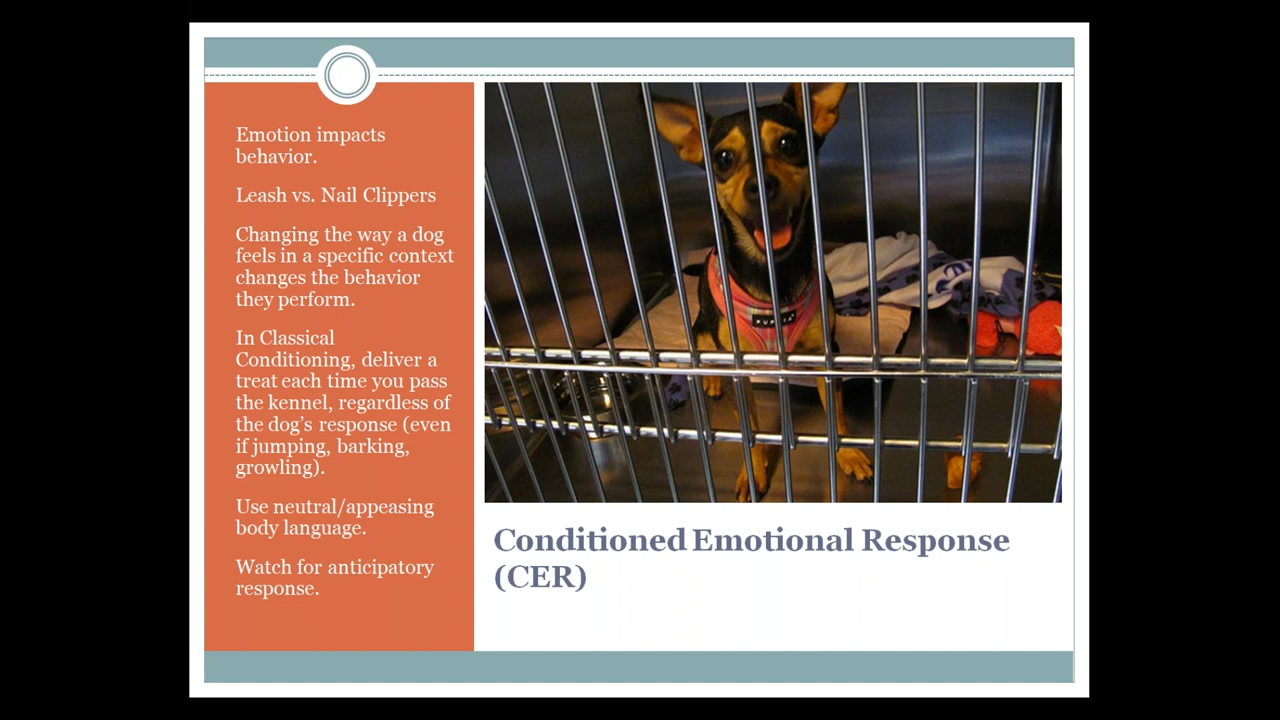 Emotion impacts
behavior.
Leash vs. Nail Clippers
Changing the way a dog
feels in a specific context
changes the behavior
they perform.
In Classical
Conditioning, deliver a
treat each time you pass
the kennel, regardless of
the dog's response (even
if jumping, barking,
growling).
Use neutral/appeasing
body language.
Watch for anticipatory
response.
PUPPIA
Conditioned Emotional Response
(CER)